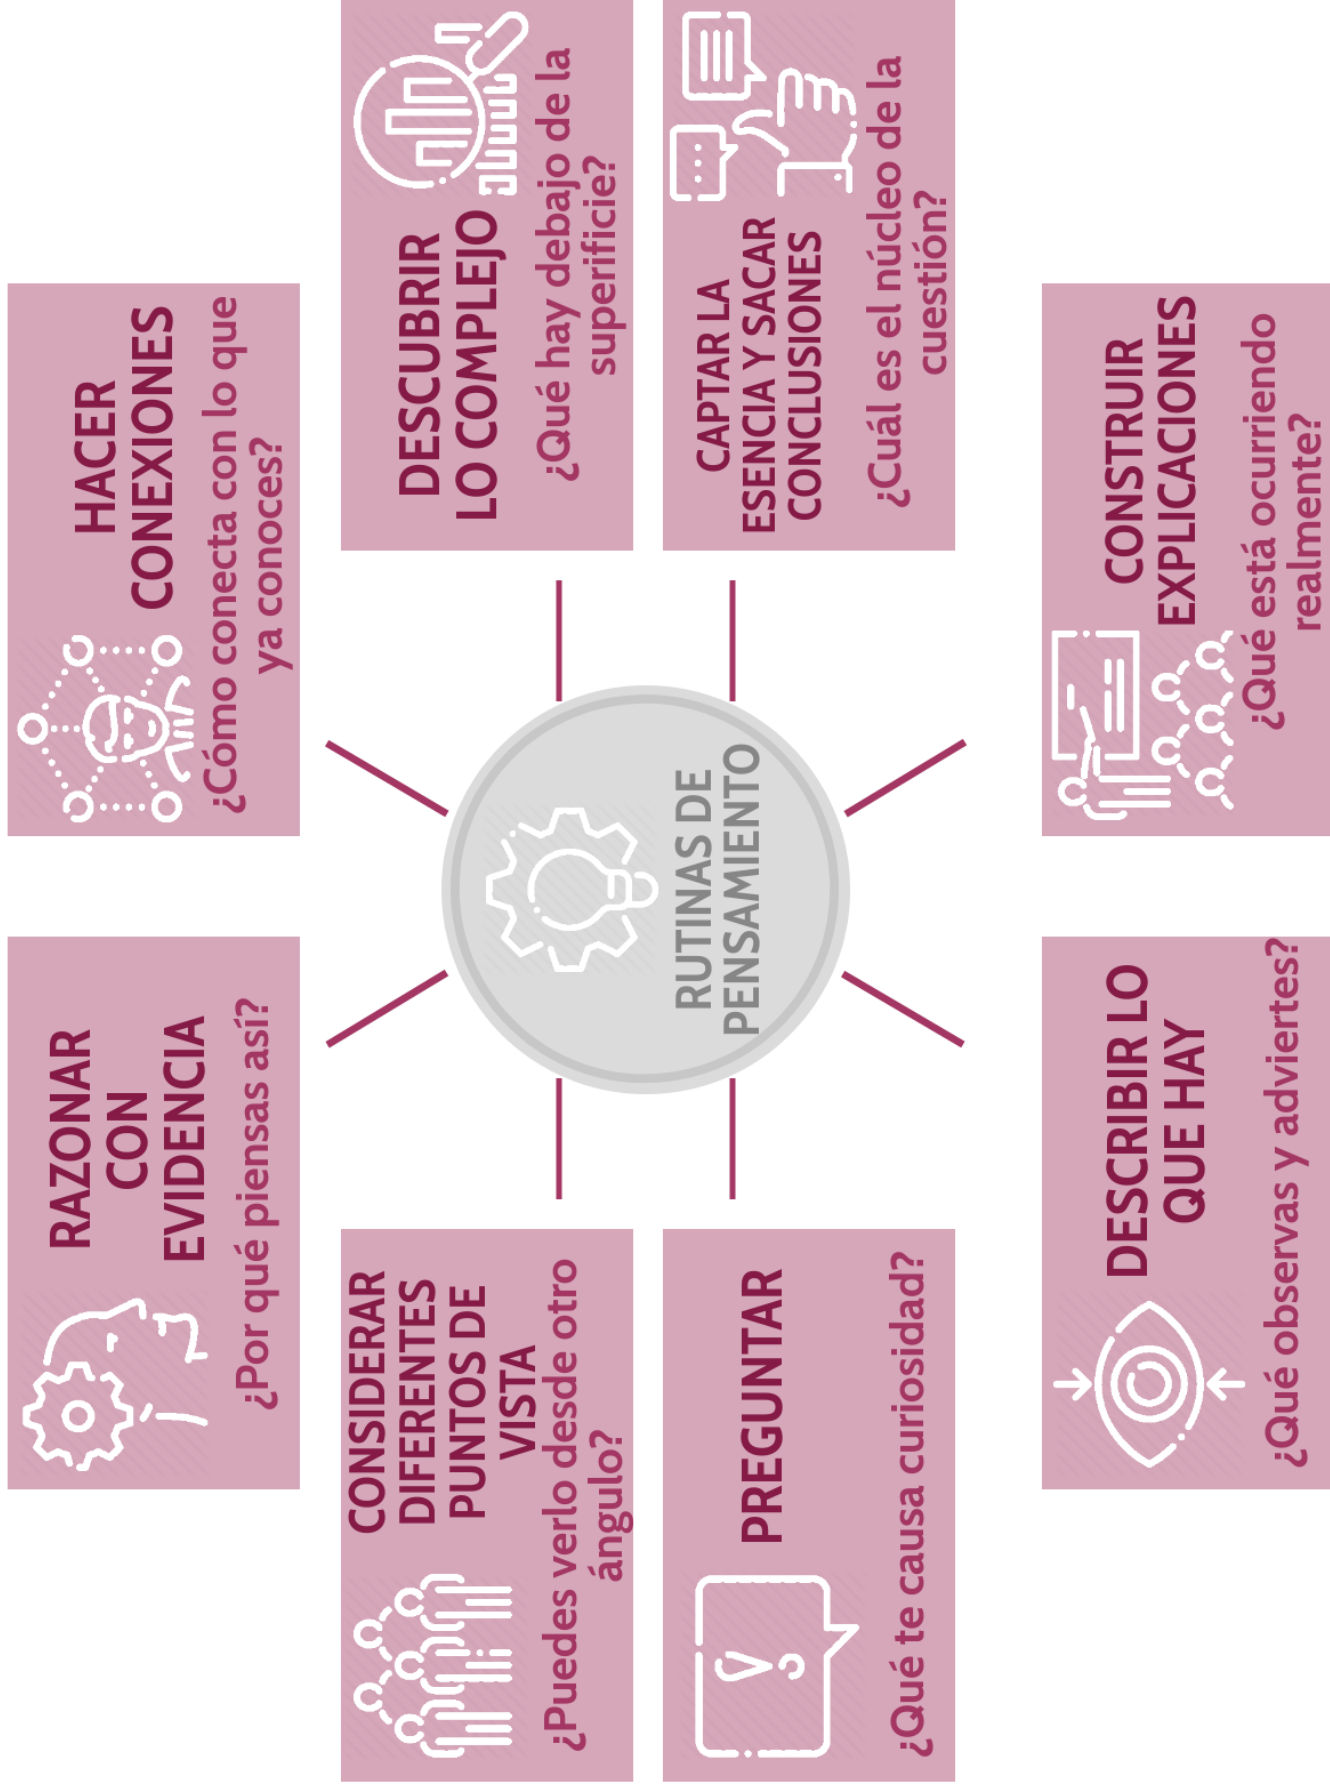 RAZONAR
CON
EVIDENCIA
¿Por qué piensas así?
HACER
CONEXIONES
¿Cómo conecta con lo que
ya conoces?
CONSIDERAR
DIFERENTES
PUNTOS DE
VISTA
¿Puedes verlo desde otro
ángulo?
DESCUBRIR
LO COMPLEJO
¿Qué hay debajo de la
superificie?
RUTINAS DE
PENSAMIENTO
PREGUNTAR
¿Qué te causa curiosidad?
CAPTAR LA
ESENCIA Y SACAR
CONCLUSIONES
¿Cuál es el núcleo de la
cuestión?
DESCRIBIR LO
QUE HAY
¿Qué observas y adviertes?
CONSTRUIR
EXPLICACIONES
¿Qué está ocurriendo
realmente?